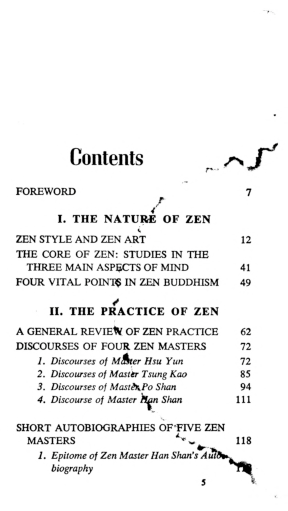 Contents
FOREWORD 7
I. THE NATURE OF ZEN
ZEN STYLE AND ZEN ART 12
THE CORE OF ZEN: STUDIES IN THE
THREE MAIN ASPECTS OF MIND 41
FOUR VITAL POINTS IN ZEN BUDDHISM 49
II. THE PRACTICE OF ZEN
A GENERAL REVIEW OF ZEN PRACTICE 62
DISCOURSES OF FOUR ZEN MASTERS 72
1. Discourses of Master Hsu Yun 72
2. Discourses of Master Tsung Kao 85
3. Discourses of Master Po Shan 94
4. Discourse of Master Han Shan 111
SHORT AUTOBIOGRAPHIES OF FIVE ZEN
MASTERS 118
1. Epitome of Zen Master Han Shan's Auto-
biography
5